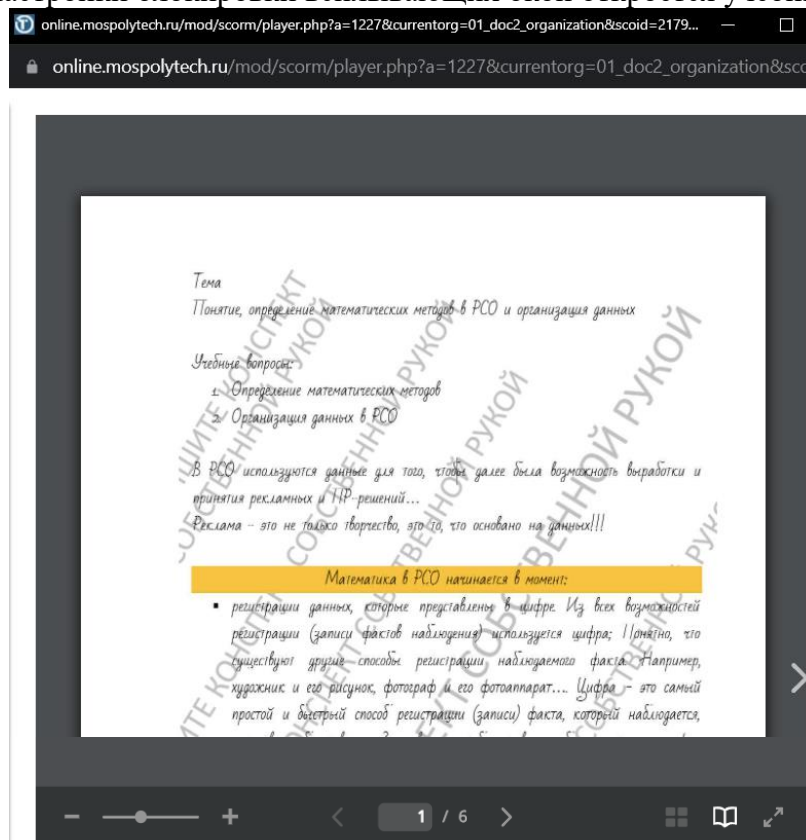 online.mospolytech.ru/mod/scorm/player.php?a=1227&currentorg=01_doc2_organization&scoid=2179...
online.mospolytech.ru/mod/scorm/player.php?a=1227&currentorg=01_doc2_organization&sco
Тема
Понятие, определение математических методов в РСО и организация данных
Учебные вопросы:
1. Определение математических методов
2. Организация данных в РСО
В РСО используются данные для того, чтобы далее была возможность выработки и
принятия рекламных и ПР-решений...
Реклама – это не только творчество, это то, что основано на данных!!!
Математика в РСО начинается в момент:
▪ регистрации данных, которые представлены в цифре. Из всех возможностей
регистрации (записи фактов наблюдения) используется цифра; Понятно, что
существуют другие способы регистрации наблюдаемого факта. Например,
художник и его рисунок, фотограф и его фотоаппарат.... Цифра – это самый
простой и быстрый способ регистрации (записи) факта, который наблюдается,
КОНСПЕКТ
СОБСТВЕННОЙ РУКОЙ
1 / 6